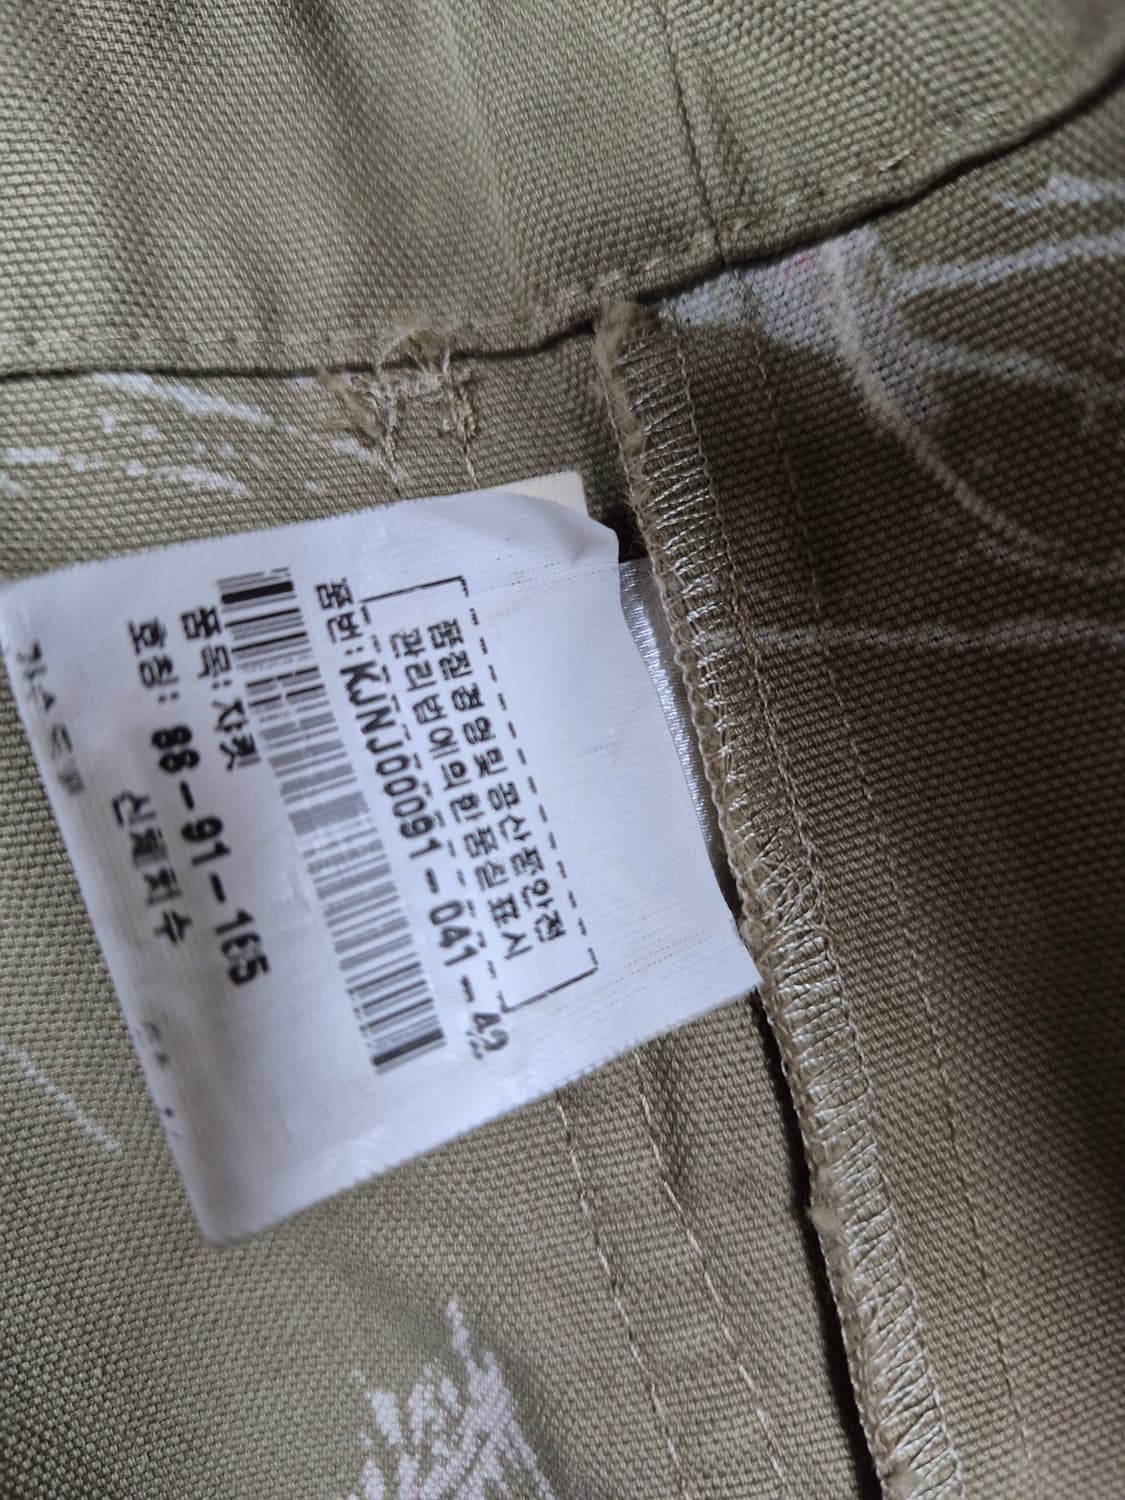 품질경영및 공산품안전
관리법에의한 품질표시
품번: KJNJ00091-041-42
품목: 자켓
호칭: 88-91-165
신체치수